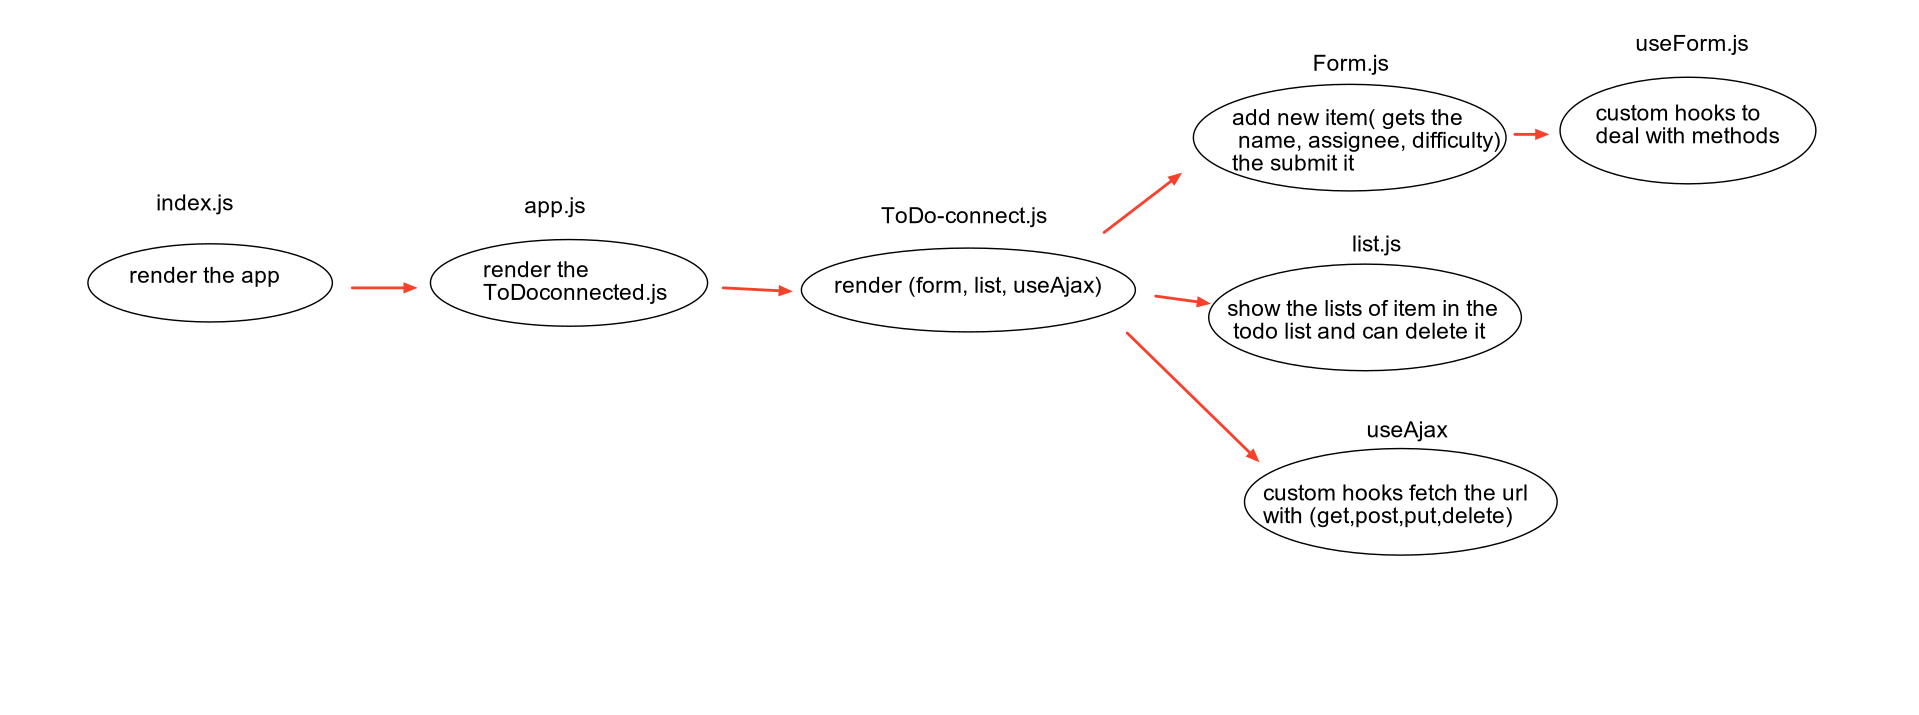 index.js
render the app
app.js
render the
ToDoconnected.js
ToDo-connect.js
render (form, list, useAjax)
Form.js
add new item( gets the
name, assignee, difficulty)
the submit it
useForm.js
custom hooks to
deal with methods
list.js
show the lists of item in the
todo list and can delete it
useAjax
custom hooks fetch the url
with (get,post,put,delete)